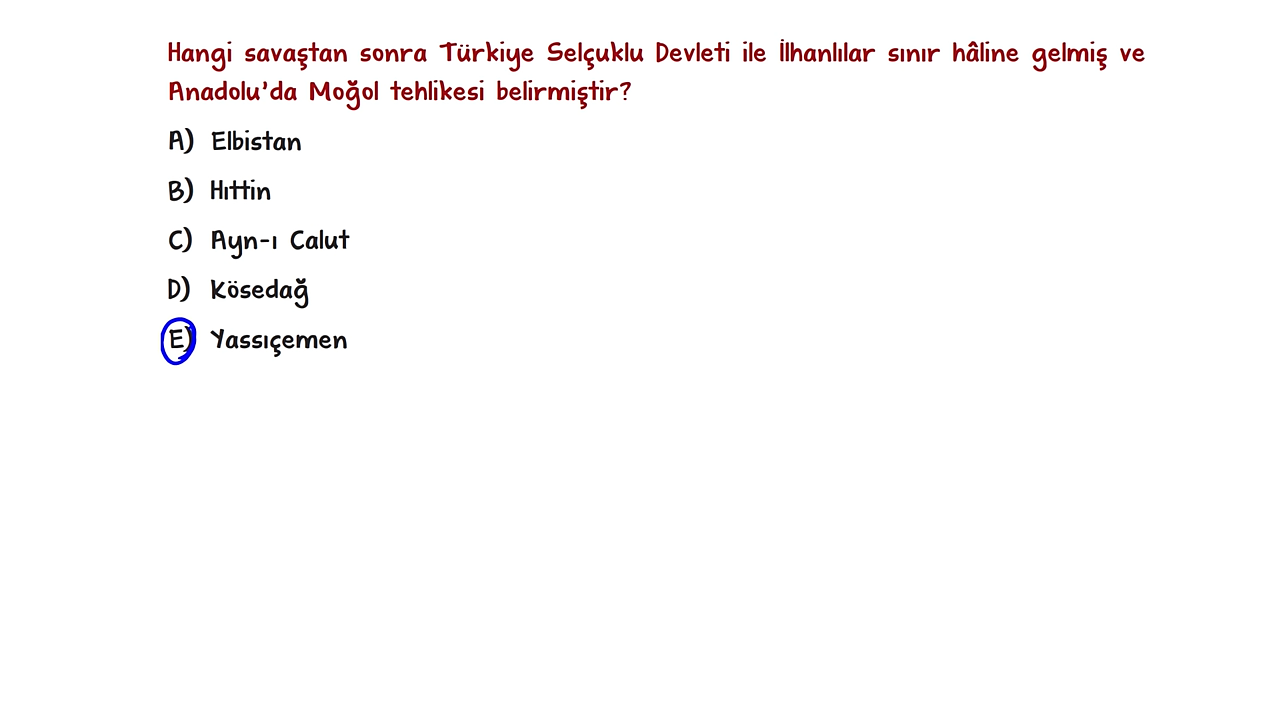 Hangi savaştan sonra Türkiye Selçuklu Devleti ile İlhanlılar sınır hâline gelmiş ve
Anadolu'da Moğol tehlikesi belirmiştir?
A) Elbistan
B) Hıttin
C) Ayn-ı Calut
D) Kösedağ
E) Yassıçemen